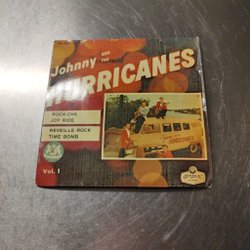 Johnny AND THE
HURRICANES
ROCK-CHA
JOY RIDE
REVEILLE ROCK
TIME BOMB
Vol. 1